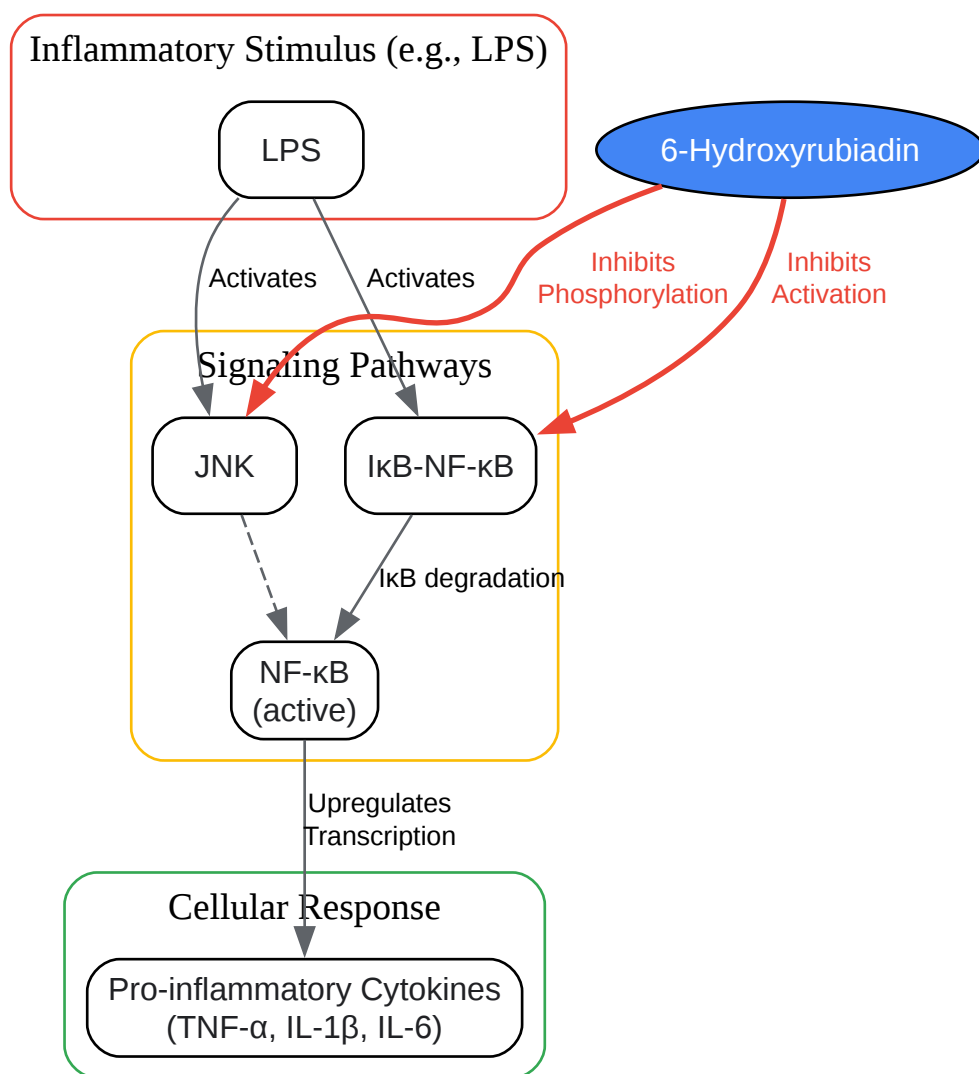 Inflammatory Stimulus (e.g., LPS)
LPS
6-Hydroxyrubiadin
Activates
Activates
Inhibits
Phosphorylation
Inhibits
Activation
Signaling Pathways
JNK
IκB-NF-κB
IκB degradation
NF-κB
(active)
Upregulates
Transcription
Cellular Response
Pro-inflammatory Cytokines
(TNF-α, IL-1β, IL-6)